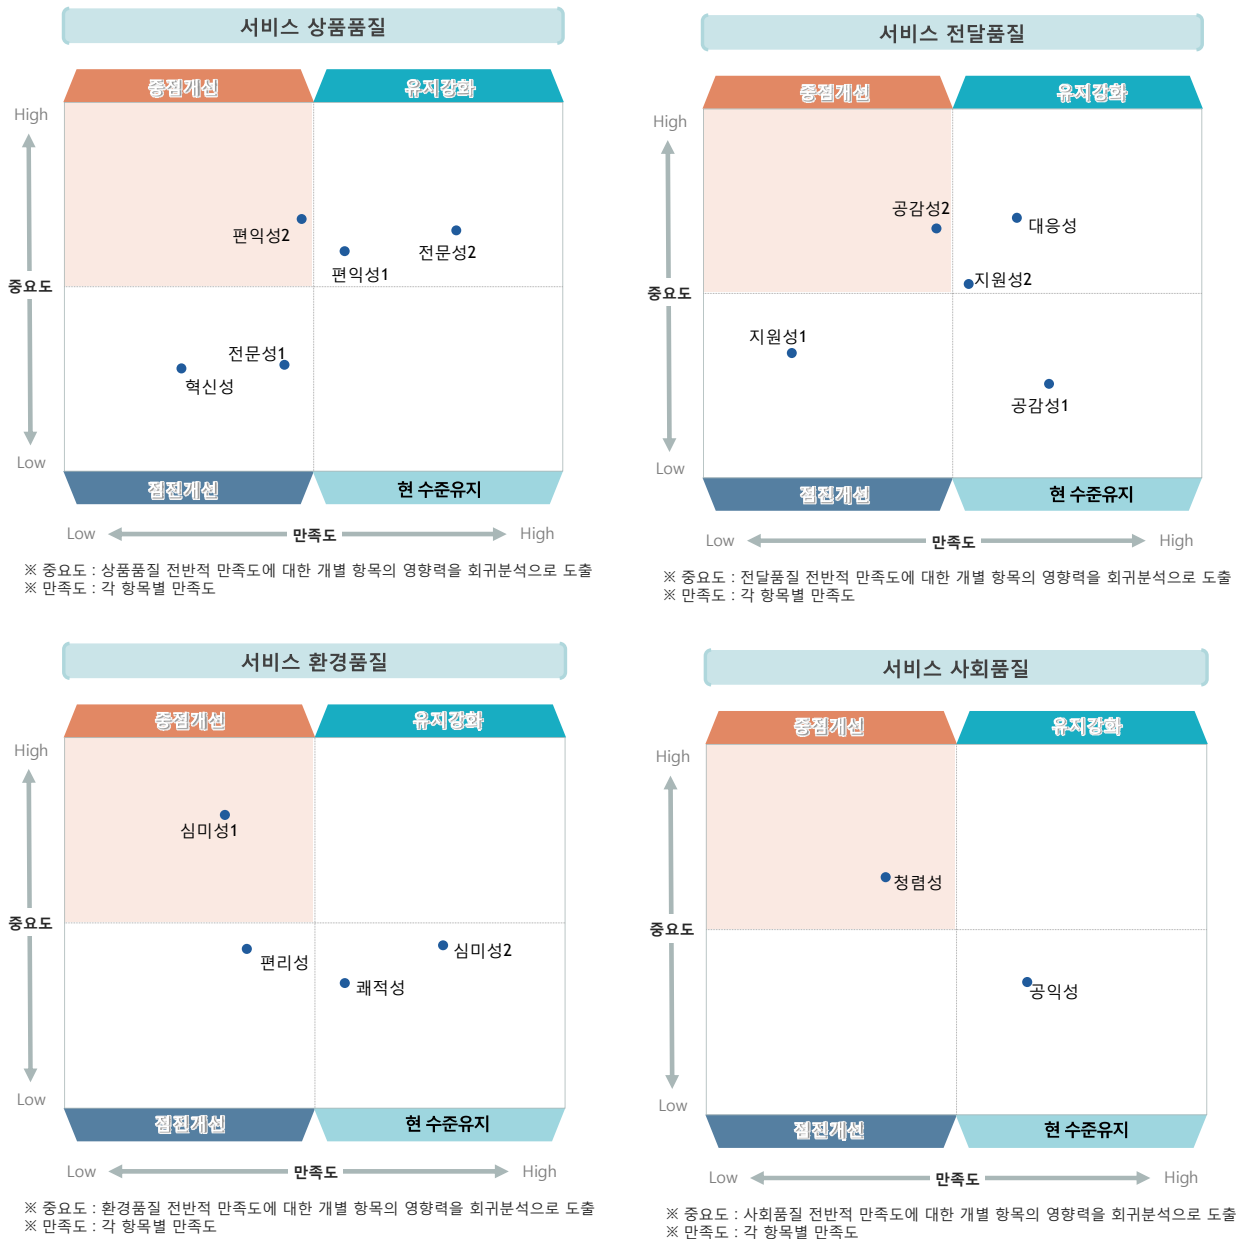 서비스 상품품질
중점개선
유지강화
High
편익성2
편익성1
전문성2
중요도
전문성1
혁신성
Low
점진개선
현 수준유지
Low
만족도
High
※ 중요도 : 상품품질 전반적 만족도에 대한 개별 항목의 영향력을 회귀분석으로 도출
※ 만족도 : 각 항목별 만족도
서비스 전달품질
중점개선
유지강화
High
공감성2
대응성
지원성2
중요도
지원성1
공감성1
Low
점진개선
현 수준유지
Low
만족도
High
※ 중요도 : 전달품질 전반적 만족도에 대한 개별 항목의 영향력을 회귀분석으로 도출
※ 만족도 : 각 항목별 만족도
서비스 환경품질
중점개선
유지강화
High
심미성1
중요도
편리성
심미성2
쾌적성
Low
점진개선
현 수준유지
Low
만족도
High
※ 중요도 : 환경품질 전반적 만족도에 대한 개별 항목의 영향력을 회귀분석으로 도출
※ 만족도 : 각 항목별 만족도
서비스 사회품질
중점개선
유지강화
High
청렴성
중요도
공익성
Low
점진개선
현 수준유지
Low
만족도
High
※ 중요도 : 사회품질 전반적 만족도에 대한 개별 항목의 영향력을 회귀분석으로 도출
※ 만족도 : 각 항목별 만족도